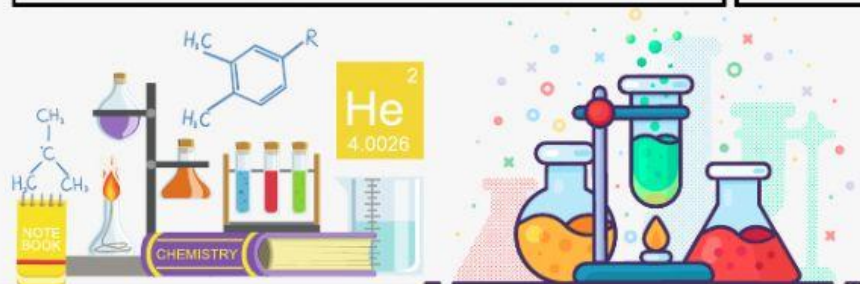 H₃C
R
H₃C
2
He
4.0026
CH₃
C
H₃C CH₃
NOTE
BOOK
CHEMISTRY